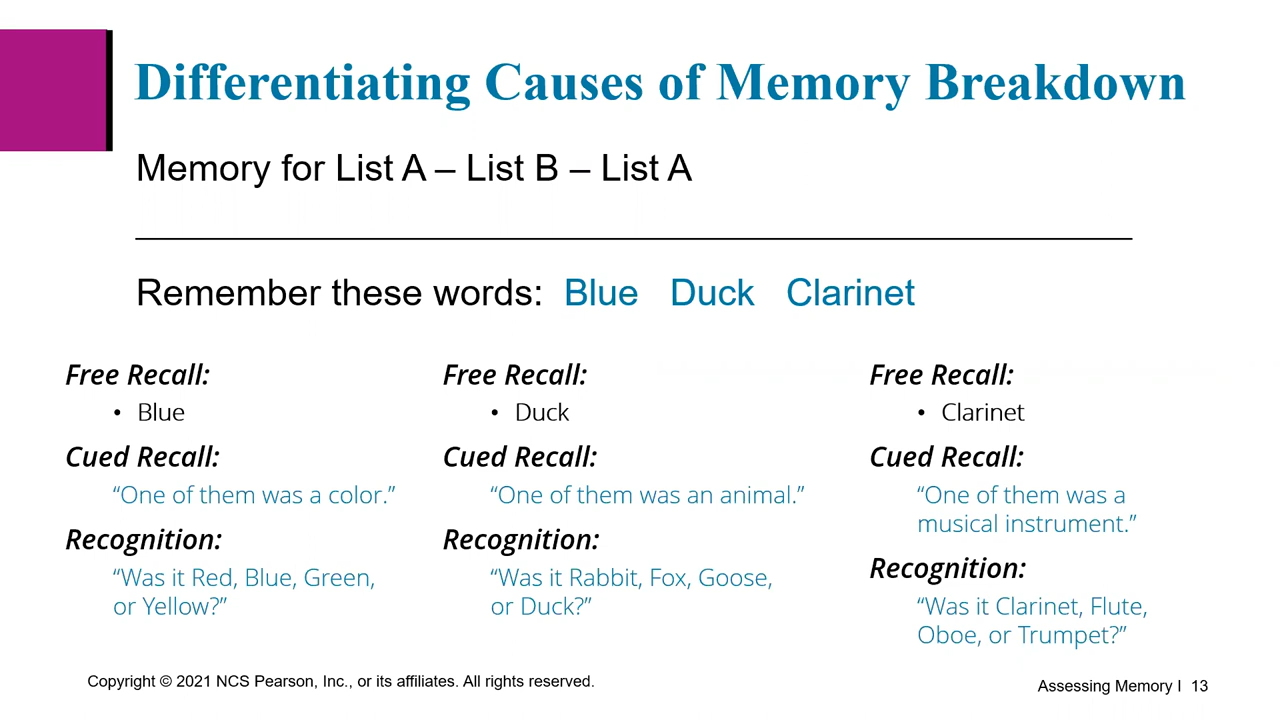 Differentiating Causes of Memory Breakdown
Memory for List A – List B – List A
Remember these words: Blue Duck Clarinet
Free Recall:
• Blue
Cued Recall:
“One of them was a color.”
Recognition:
“Was it Red, Blue, Green,
or Yellow?”
Free Recall:
• Duck
Cued Recall:
“One of them was an animal.”
Recognition:
“Was it Rabbit, Fox, Goose,
or Duck?”
Free Recall:
• Clarinet
Cued Recall:
“One of them was a
musical instrument.”
Recognition:
“Was it Clarinet, Flute,
Oboe, or Trumpet?”
Copyright © 2021 NCS Pearson, Inc., or its affiliates. All rights reserved.
Assessing Memory I 13